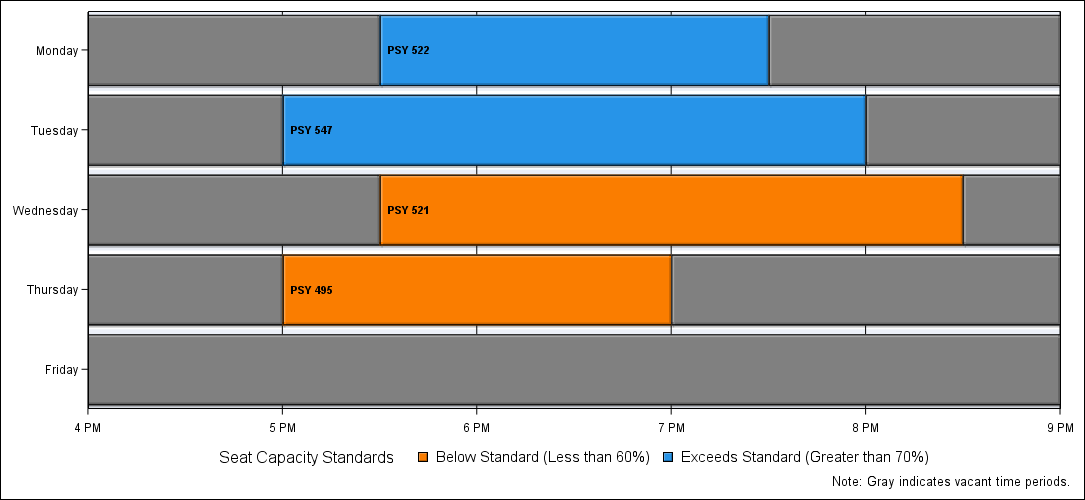 Monday
PSY 522
Tuesday
PSY 547
Wednesday
PSY 521
Thursday
PSY 495
Friday
4 PM 5 PM 6 PM 7 PM 8 PM 9 PM
Seat Capacity Standards Below Standard (Less than 60%) Exceeds Standard (Greater than 70%)
Note: Gray indicates vacant time periods.